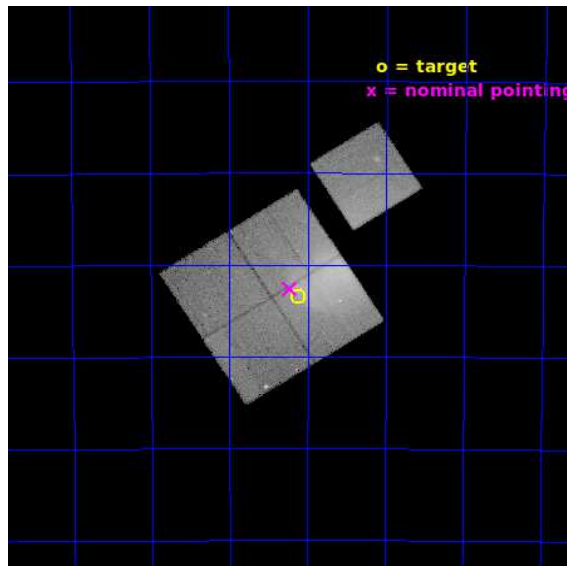 o = target
x = nominal pointing